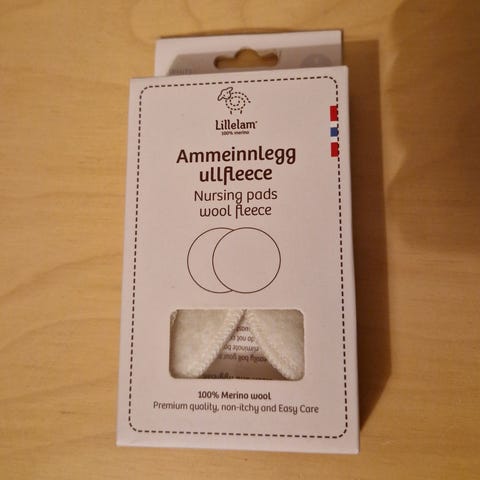 WHITE
Lillelam
100% merino
Ammeinnlegg
ullfleece
Nursing pads
wool fleece
100% Merino wool
Premium quality, non-itchy and Easy Care